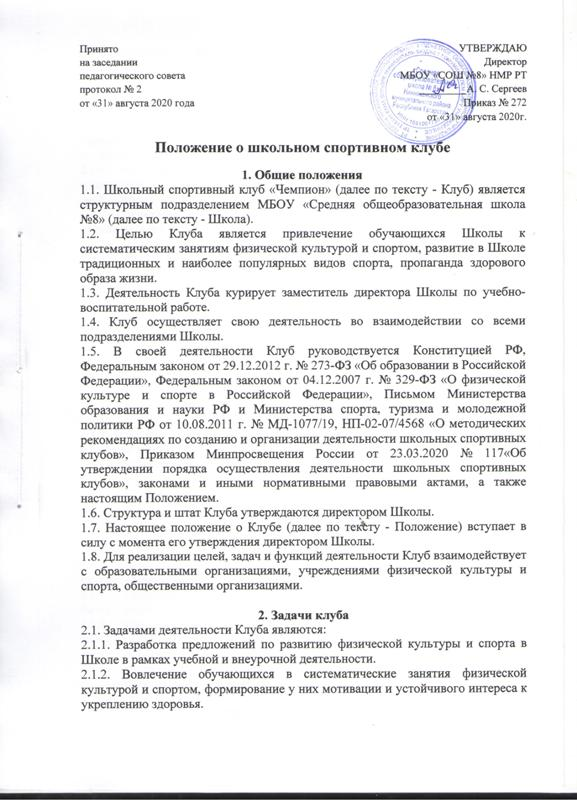 Принято
на заседании
педагогического совета
протокол № 2
от «31» августа 2020 года
УТВЕРЖДАЮ
Директор
МБОУ «СОШ №8» НМР РТ
А. С. Сергеев
Приказ № 272
от «31» августа 2020г.
Положение о школьном спортивном клубе
1. Общие положения
1.1. Школьный спортивный клуб «Чемпион» (далее по тексту - Клуб) является
структурным подразделением МБОУ «Средняя общеобразовательная школа
№8» (далее по тексту - Школа).
1.2. Целью Клуба является привлечение обучающихся Школы к
систематическим занятиям физической культурой и спортом, развитие в Школе
традиционных и наиболее популярных видов спорта, пропаганда здорового
образа жизни.
1.3. Деятельность Клуба курирует заместитель директора Школы по учебно-
воспитательной работе.
1.4. Клуб осуществляет свою деятельность во взаимодействии со всеми
подразделениями Школы.
1.5. В своей деятельности Клуб руководствуется Конституцией РФ,
Федеральным законом от 29.12.2012 г. № 273-ФЗ «Об образовании в Российской
Федерации», Федеральным законом от 04.12.2007 г. № 329-ФЗ «О физической
культуре и спорте в Российской Федерации», Письмом Министерства
образования и науки РФ и Министерства спорта, туризма и молодежной
политики РФ от 10.08.2011 г. № МД-1077/19, НП-02-07/4568 «О методических
рекомендациях по созданию и организации деятельности школьных спортивных
клубов», Приказом Минпросвещения России от 23.03.2020 № 117«Об
утверждении порядка осуществления деятельности школьных спортивных
клубов», законами и иными нормативными правовыми актами, а также
настоящим Положением.
1.6. Структура и штат Клуба утверждаются директором Школы.
1.7. Настоящее положение о Клубе (далее по тексту - Положение) вступает в
силу с момента его утверждения директором Школы.
1.8. Для реализации целей, задач и функций деятельности Клуб взаимодействует
с образовательными организациями, учреждениями физической культуры и
спорта, общественными организациями.
2. Задачи клуба
2.1. Задачами деятельности Клуба являются:
2.1.1. Разработка предложений по развитию физической культуры и спорта в
Школе в рамках учебной и внеурочной деятельности.
2.1.2. Вовлечение обучающихся в систематические занятия физической
культурой и спортом, формирование у них мотивации и устойчивого интереса к
укреплению здоровья.